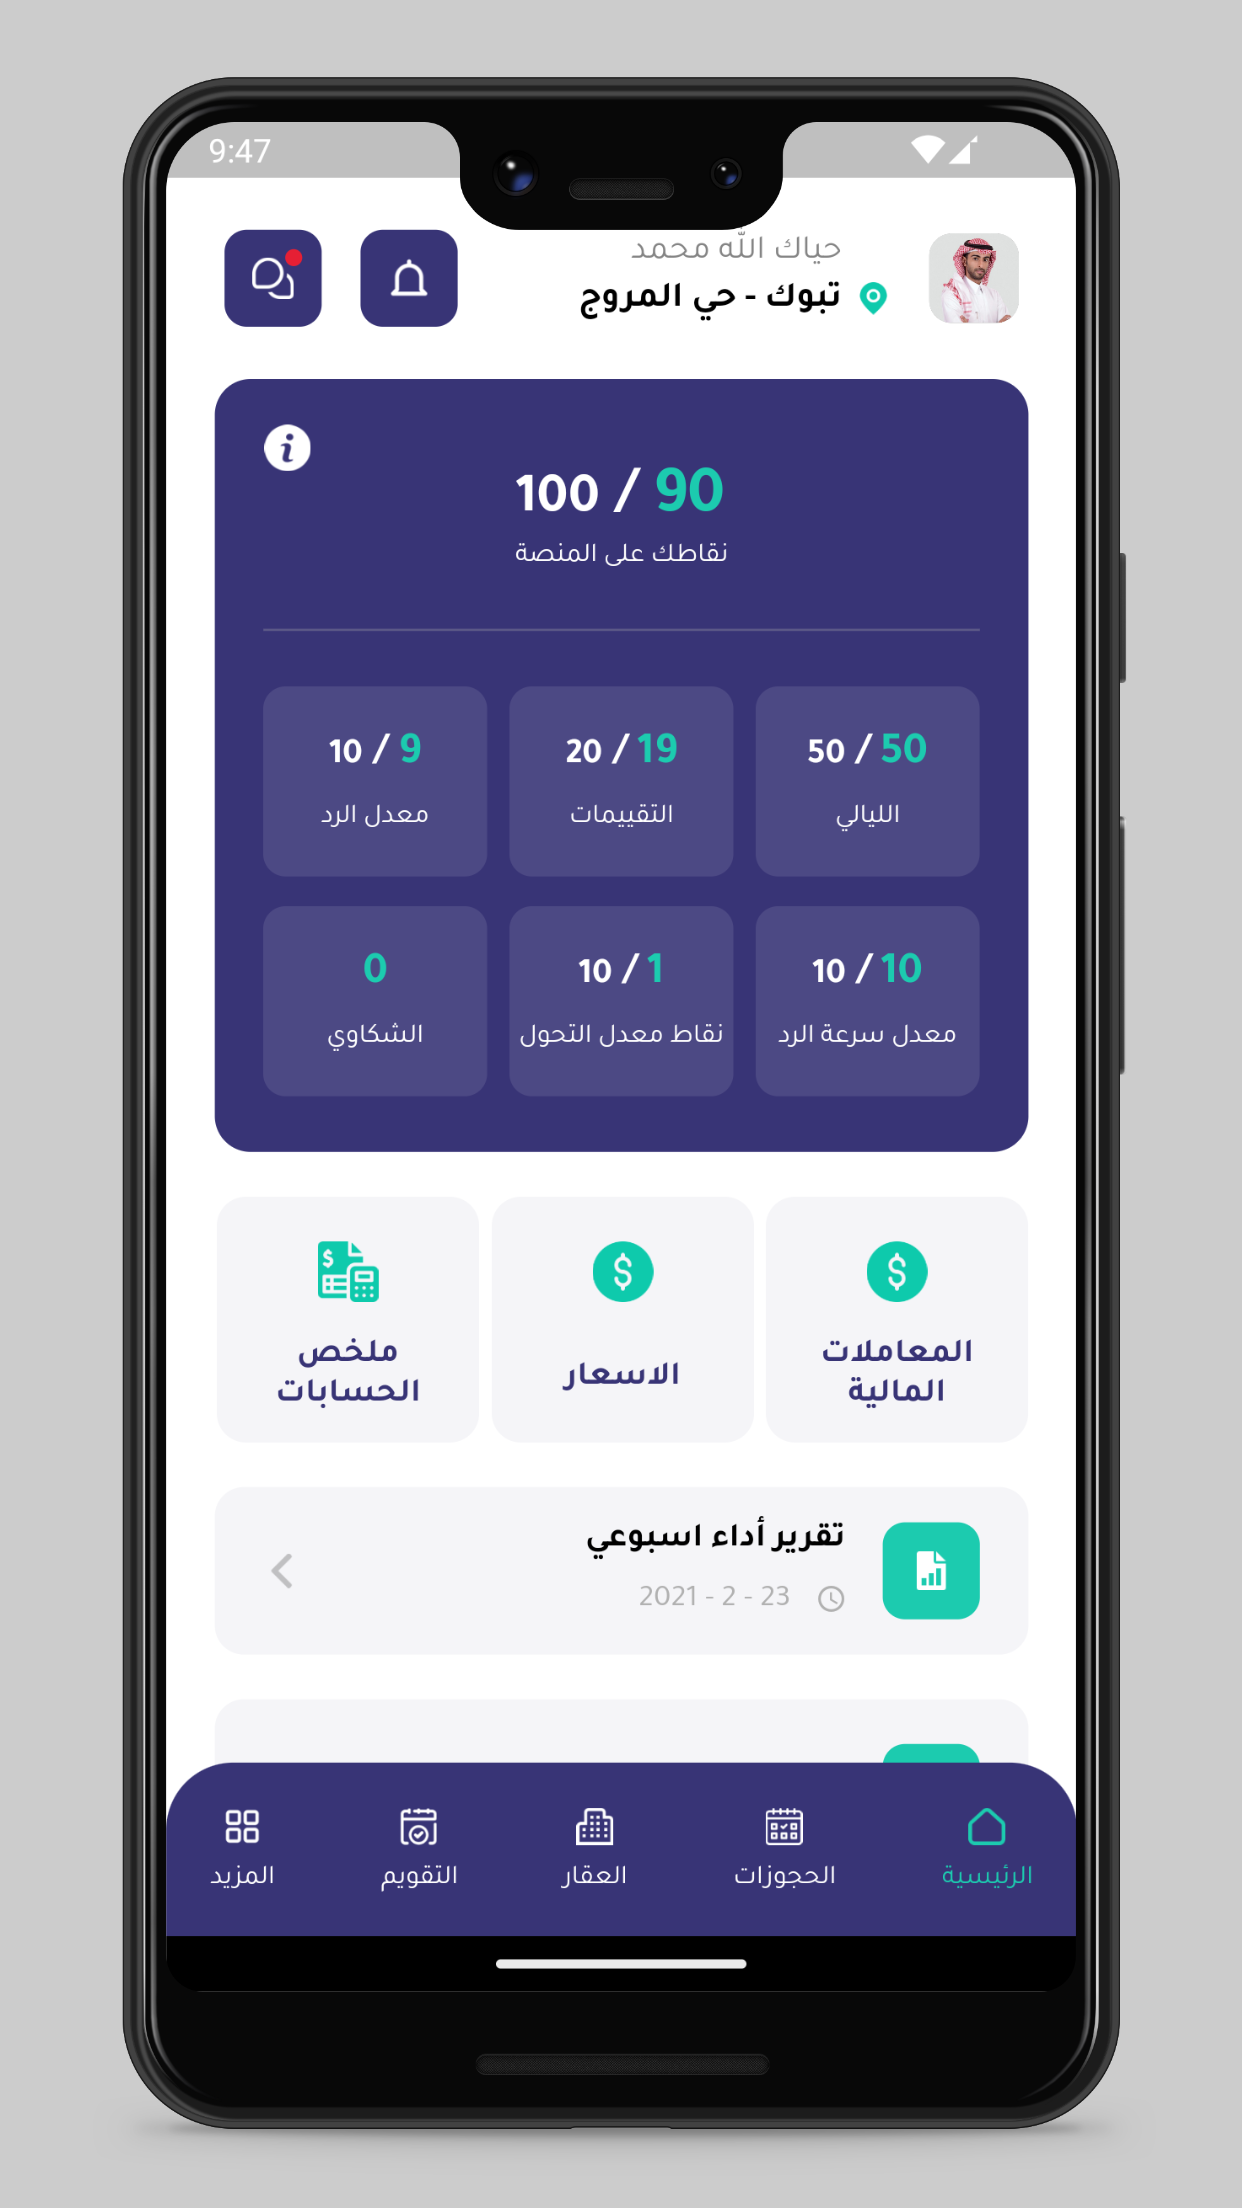 9:47
حياك الله محمد
تبوك - حي المروج
90 / 100
نقاطك على المنصة
50 / 50
الليالي
19 / 20
التقييمات
9 / 10
معدل الرد
10 / 10
معدل سرعة الرد
1 / 10
نقاط معدل التحول
0
الشكاوي
المعاملات
المالية
الاسعار
ملخص
الحسابات
تقرير أداء اسبوعي
23 - 2 - 2021
الرئيسية
الحجوزات
العقار
التقويم
المزيد